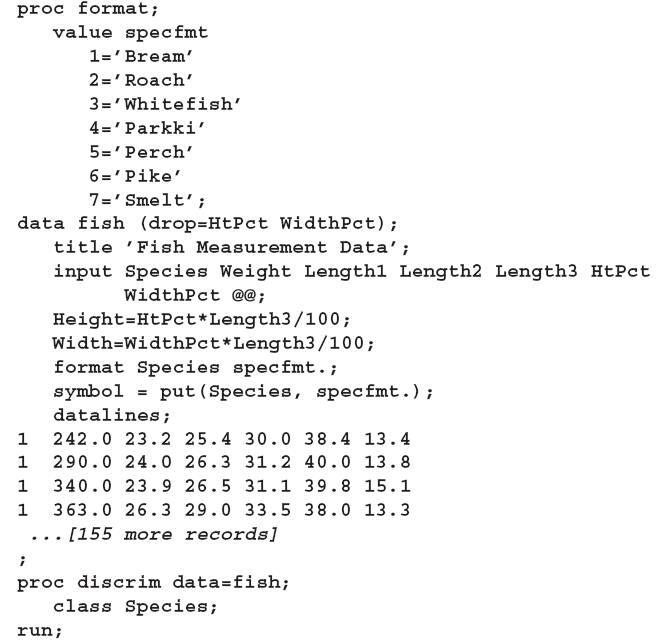 proc format;
   value specfmt
      1='Bream'
      2='Roach'
      3='Whitefish'
      4='Parkki'
      5='Perch'
      6='Pike'
      7='Smelt';
data fish (drop=HtPct WidthPct);
   title 'Fish Measurement Data';
   input Species Weight Length1 Length2 Length3 HtPct
         WidthPct @@;
   Height=HtPct*Length3/100;
   Width=WidthPct*Length3/100;
   format Species specfmt.;
   symbol = put(Species, specfmt.);
   datalines;
1  242.0 23.2 25.4 30.0 38.4 13.4
1  290.0 24.0 26.3 31.2 40.0 13.8
1  340.0 23.9 26.5 31.1 39.8 15.1
1  363.0 26.3 29.0 33.5 38.0 13.3
 ...[155 more records]
;
proc discrim data=fish;
   class Species;
run;